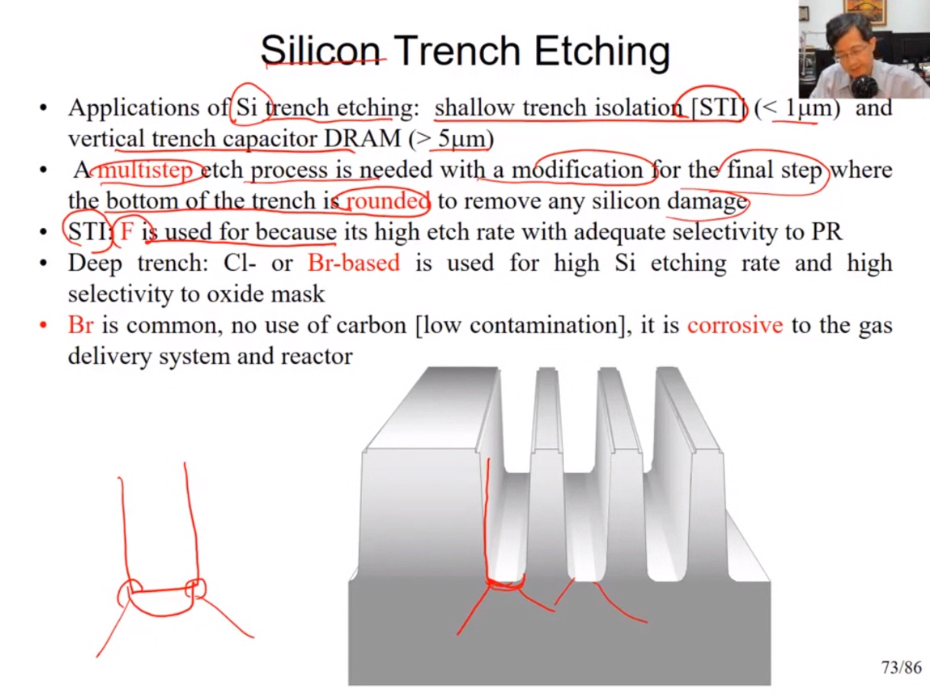 Silicon Trench Etching
• Applications of Si trench etching: shallow trench isolation [STI] (< 1μm) and
vertical trench capacitor DRAM (> 5μm)
• A multistep etch process is needed with a modification for the final step where
the bottom of the trench is rounded to remove any silicon damage
• STI: F is used for because its high etch rate with adequate selectivity to PR
• Deep trench: Cl- or Br-based is used for high Si etching rate and high
selectivity to oxide mask
• Br is common, no use of carbon [low contamination], it is corrosive to the gas
delivery system and reactor
73/86